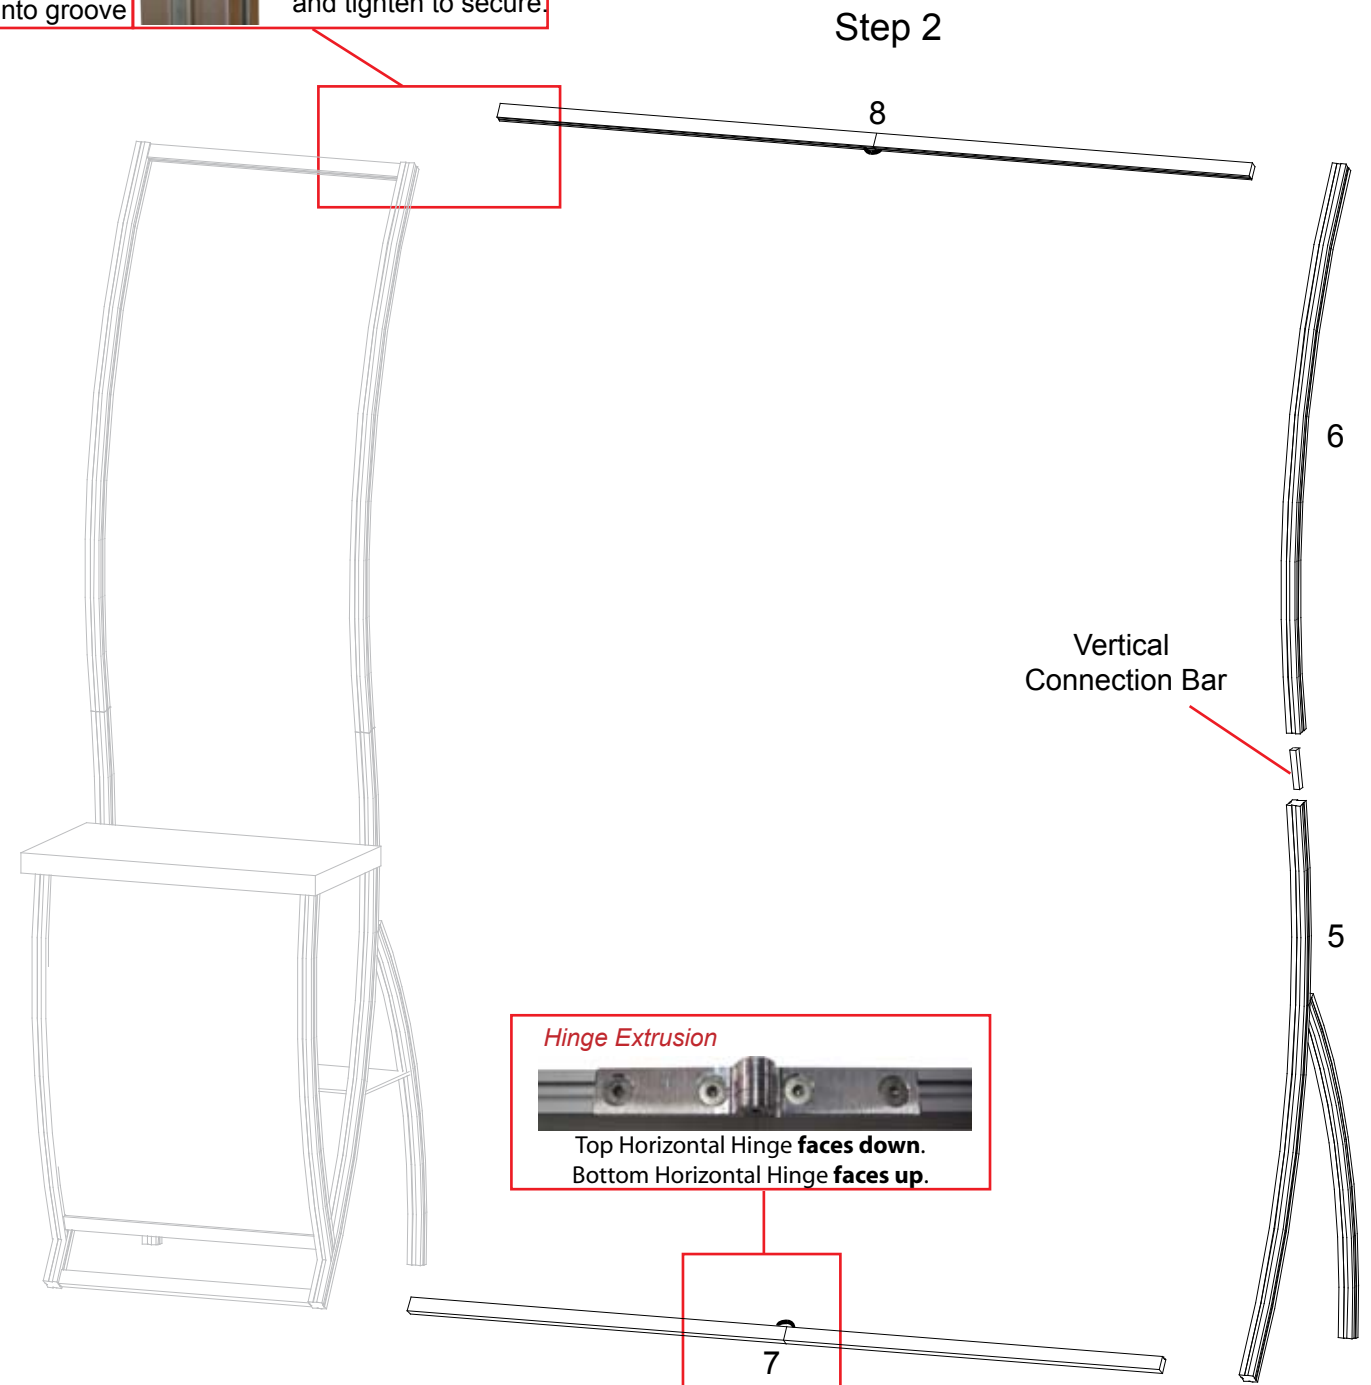 into groove
and tighten to secure.
Step 2
8
6
Vertical
Connection Bar
5
Hinge Extrusion
Top Horizontal Hinge faces down.
Bottom Horizontal Hinge faces up.
7